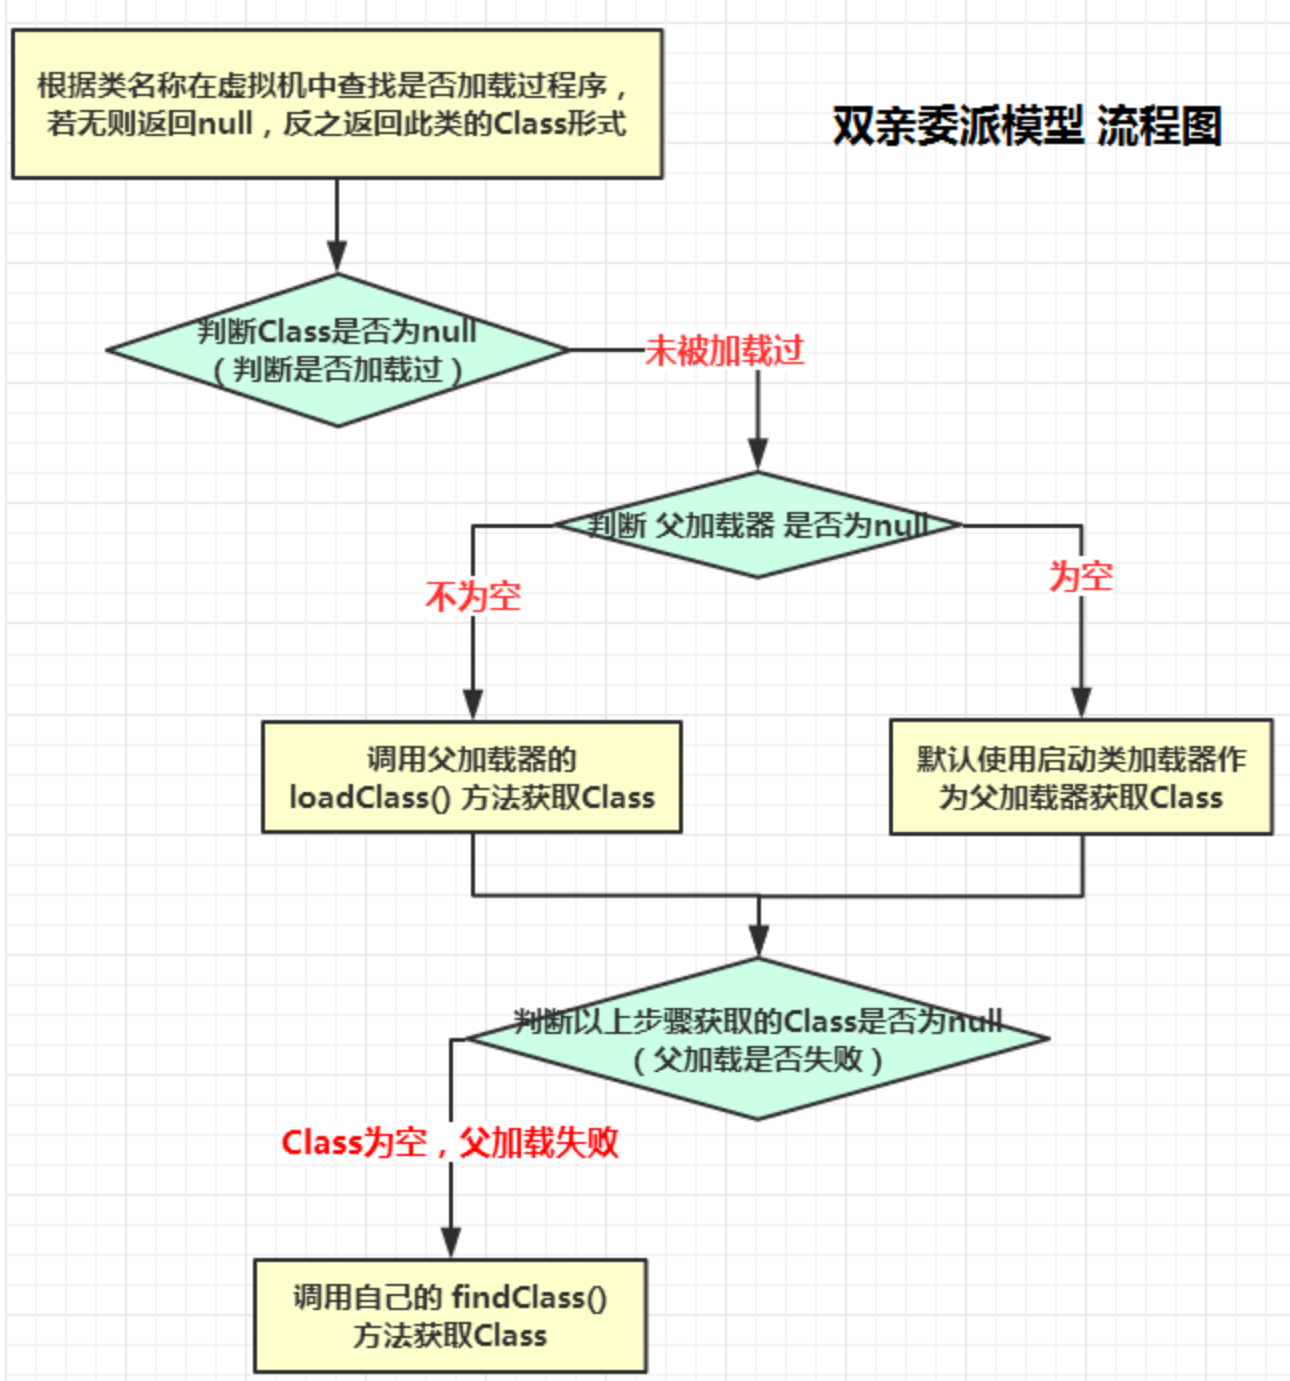 根据类名称在虚拟机中查找是否加载过程序，
若无则返回null，反之返回此类的Class形式
双亲委派模型 流程图
判断Class是否为null
（判断是否加载过）
未被加载过
判断 父加载器 是否为null
不为空
为空
调用父加载器的
loadClass() 方法获取Class
默认使用启动类加载器作
为父加载器获取Class
判断以上步骤获取的Class是否为null
（父加载是否失败）
Class为空，父加载失败
调用自己的 findClass()
方法获取Class